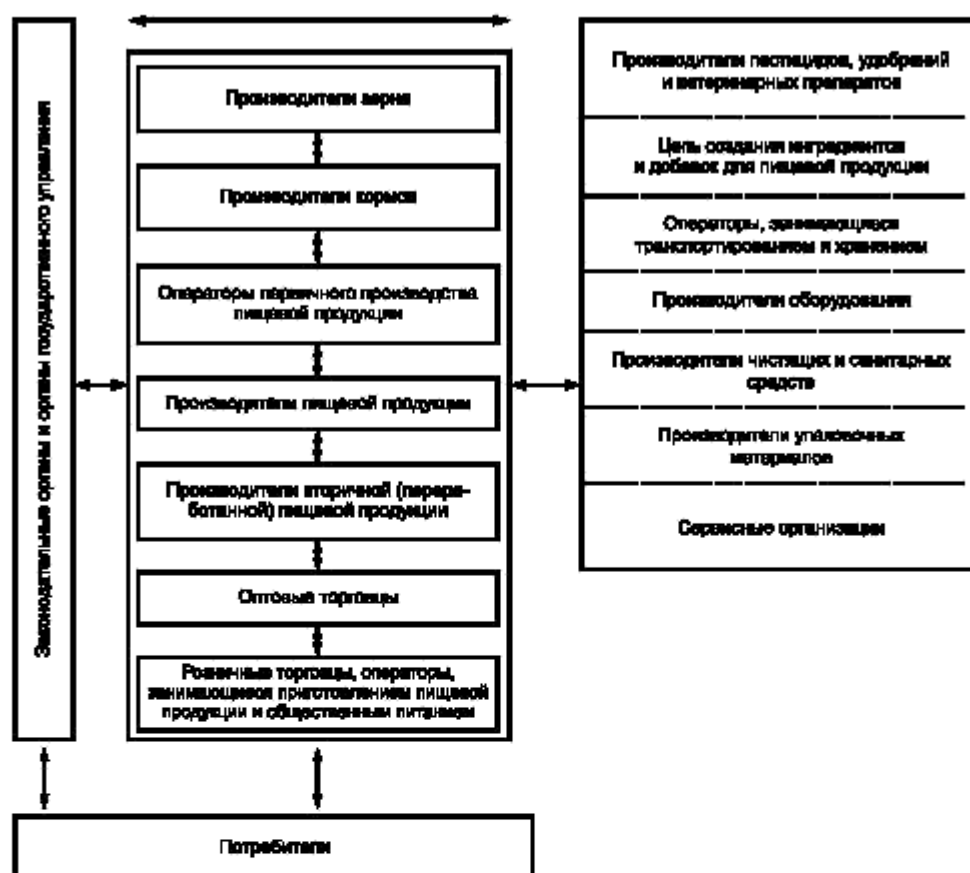 Законодательные органы и органы государственного управления
Производители зерна
Производители кормов
Операторы первичного производства
пищевой продукции
Производители пищевой продукции
Производители вторичной (перера-
ботанной) пищевой продукции
Оптовые торговцы
Розничные торговцы, операторы,
занимающиеся приготовлением пищевой
продукции и общественным питанием
Производители пестицидов, удобрений
и ветеринарных препаратов
Цепь создания ингредиентов
и добавок для пищевой продукции
Операторы, занимающиеся
транспортированием и хранением
Производители оборудования
Производители чистящих и санитарных
средств
Производители упаковочных
материалов
Сервисные организации
Потребители